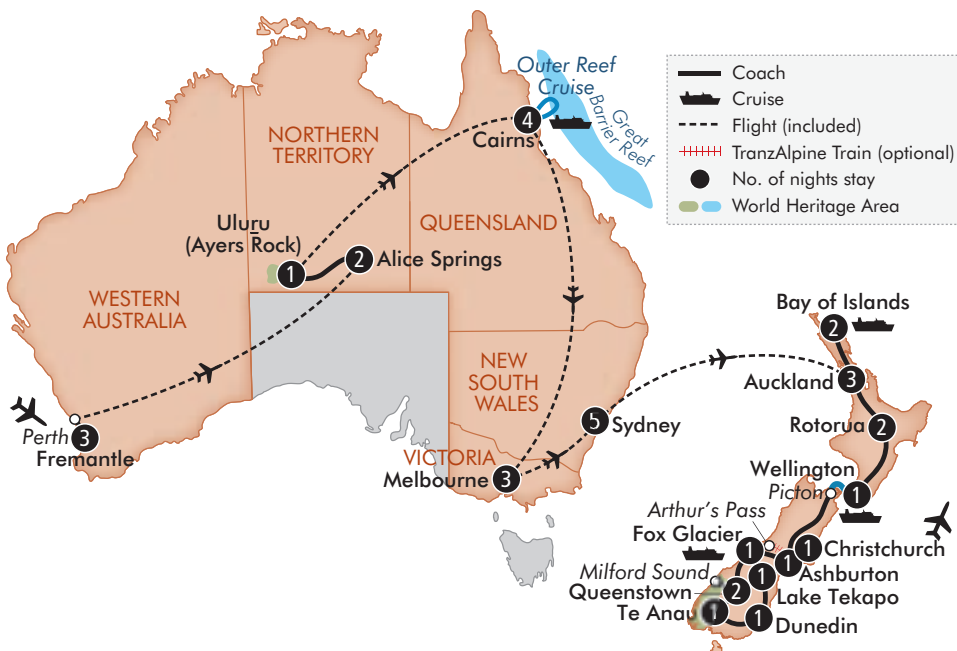 Outer Reef
Cruise
Great
Barrier Reef
4
Cairns
Coach
Cruise
Flight (included)
TranzAlpine Train (optional)
No. of nights stay
World Heritage Area
NORTHERN
TERRITORY
QUEENSLAND
Uluṟu
(Ayers Rock)
1
2
Alice Springs
WESTERN
AUSTRALIA
NEW
SOUTH
WALES
Perth
3
Fremantle
VICTORIA
Melbourne
3
5
Sydney
Bay of Islands
2
Auckland
3
Rotorua
2
Wellington
Picton
1
Arthur's Pass
Fox Glacier
1
1
Christchurch
1
Ashburton
Milford Sound
Queenstown
2
1
Lake Tekapo
Te Anau
1
1
Dunedin